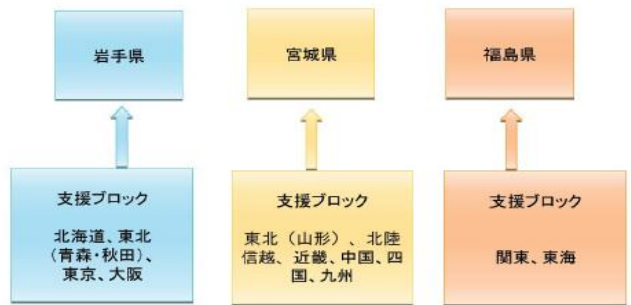 岩手県
宮城県
福島県
支援ブロック
北海道、東北
（青森・秋田）、
東京、大阪
支援ブロック
東北（山形）、北陸
信越、近畿、中国、四
国、九州
支援ブロック
関東、東海